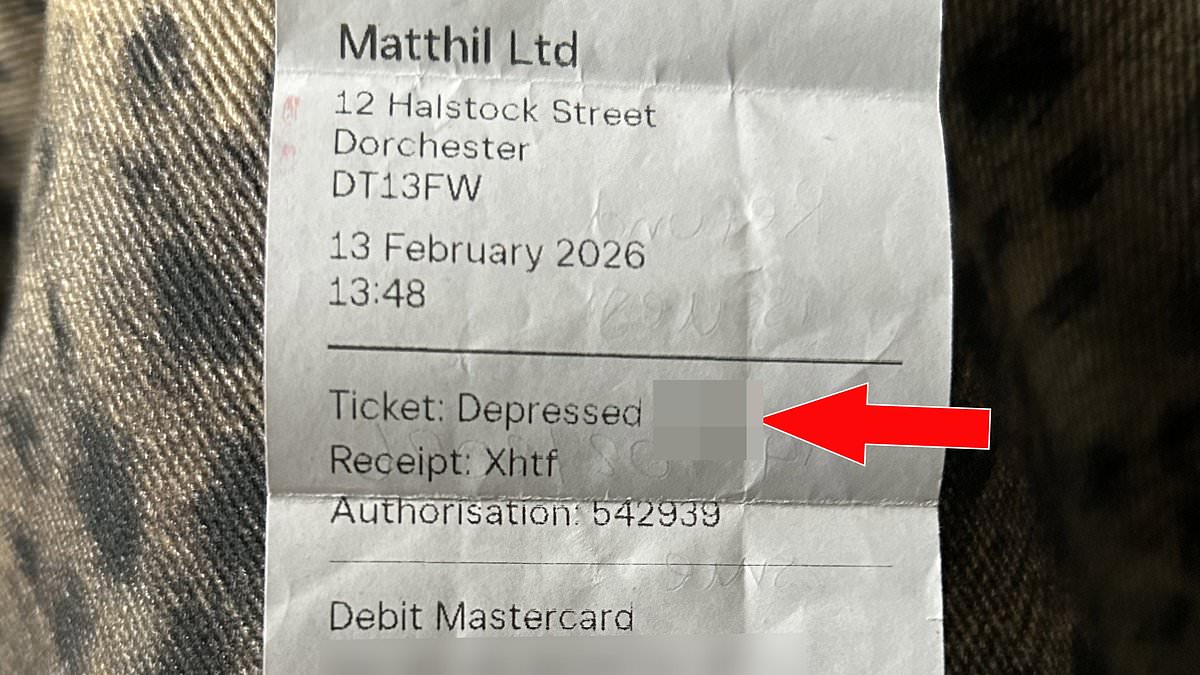 Matthil Ltd
12 Halstock Street
Dorchester
DT13FW
13 February 2026
13:48
Ticket: Depressed
Receipt: Xhtf
Authorisation: 542939
Debit Mastercard